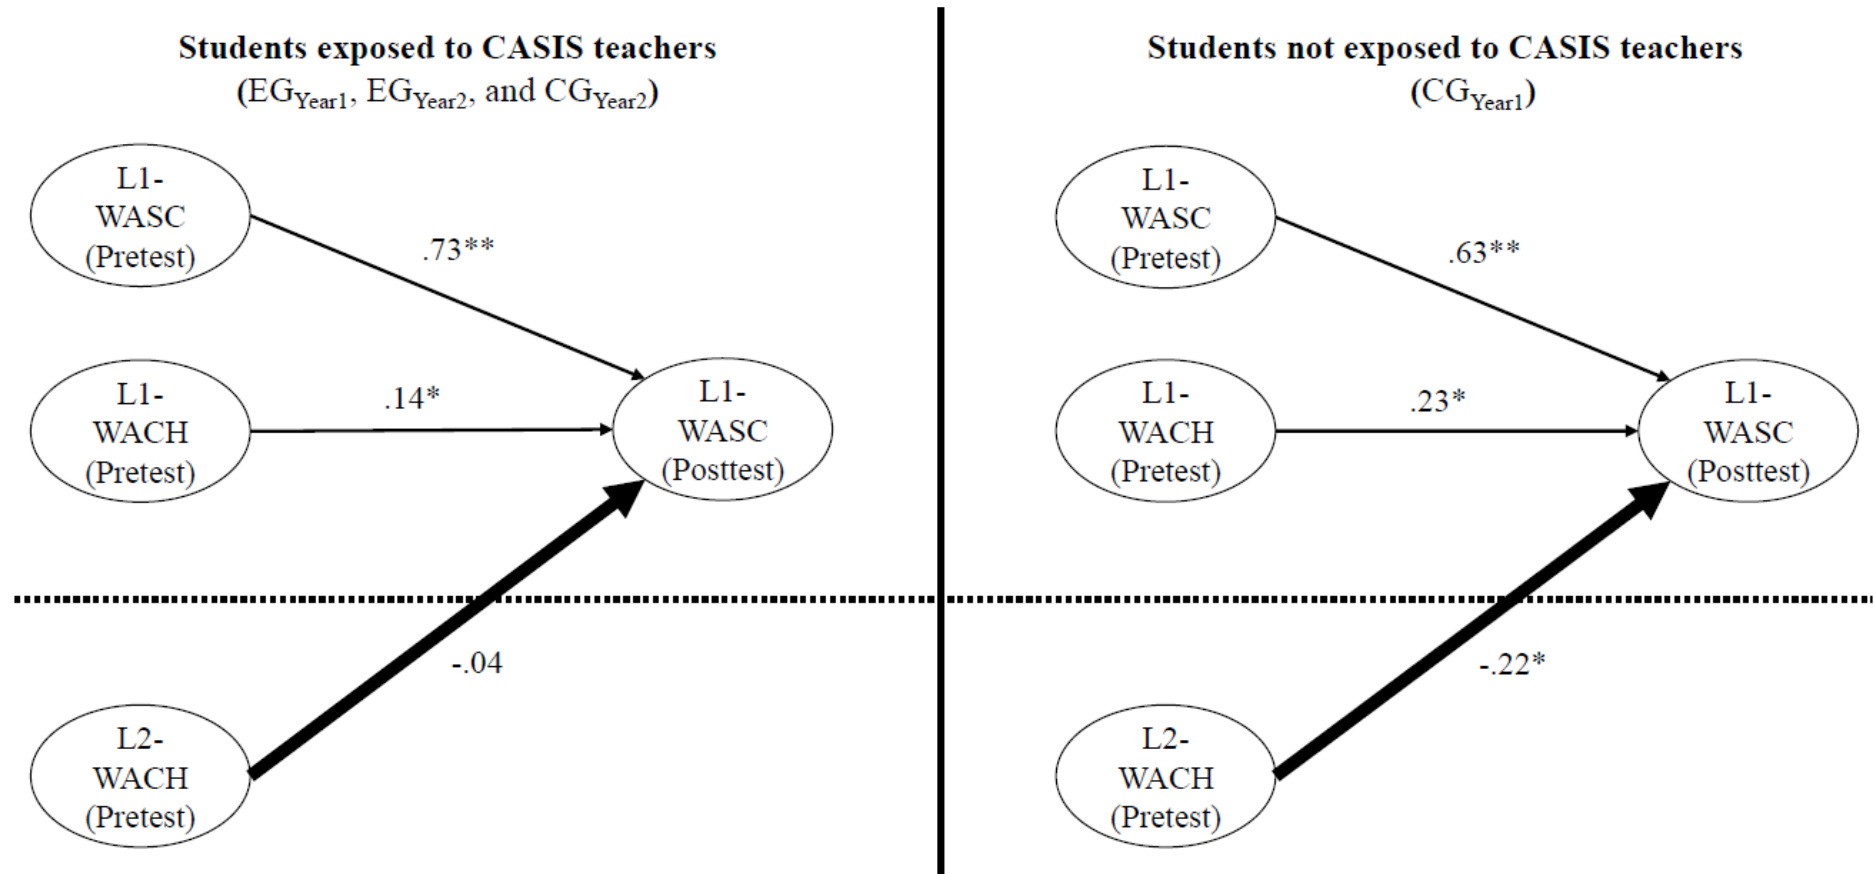 Students exposed to CASIS teachers
(EGYear1, EGYear2, and CGYear2)
L1-
WASC
(Pretest)
.73**
L1-
WACH
(Pretest)
.14*
L1-
WASC
(Posttest)
-.04
L2-
WACH
(Pretest)
Students not exposed to CASIS teachers
(CGYear1)
L1-
WASC
(Pretest)
.63**
L1-
WACH
(Pretest)
.23*
L1-
WASC
(Posttest)
-.22*
L2-
WACH
(Pretest)